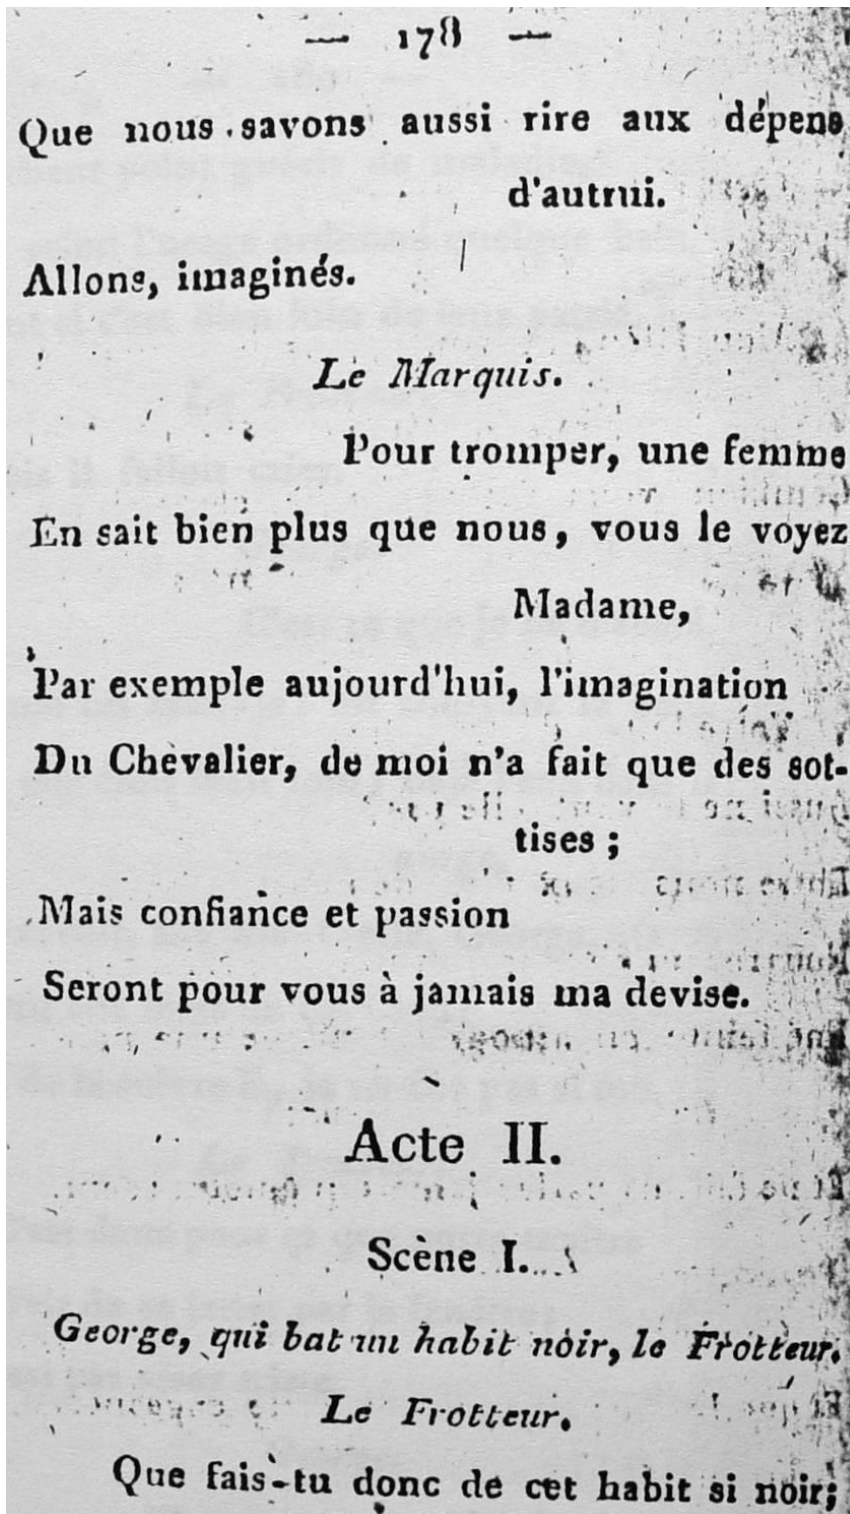 — 178 —
Que nous savons aussi rire aux dépens
d'autrui.
Allons, imaginés.
Le Marquis.
Pour tromper, une femme
En sait bien plus que nous, vous le voyez
Madame,
Par exemple aujourd'hui, l'imagination
Du Chevalier, de moi n'a fait que des sot-
tises ;
Mais confiance et passion
Seront pour vous à jamais ma devise.
Acte II.
Scène I.
George, qui bat un habit noir, le Frotteur.
Le Frotteur.
Que fais-tu donc de cet habit si noir;